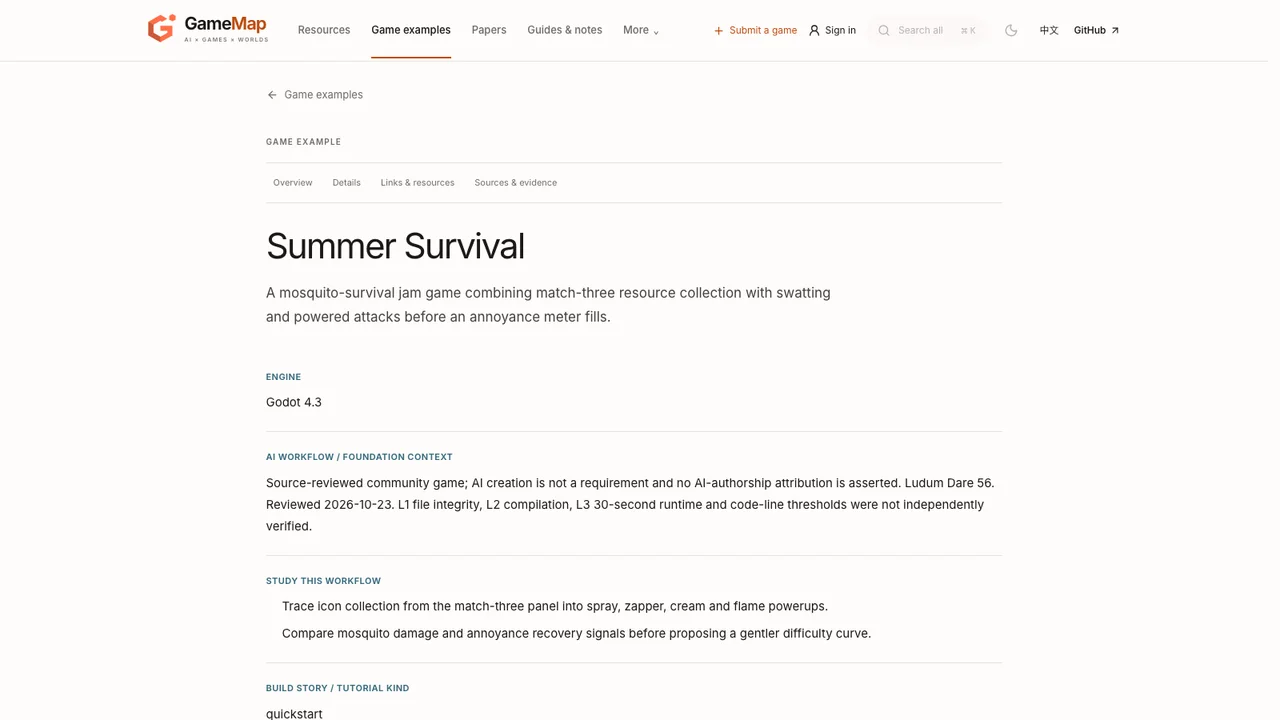 GameMap
AI × GAMES × WORLDS
Resources
Game examples
Papers
Guides & notes
More
Submit a game
Sign in
Search all
⌘ K
中文
GitHub
Game examples
GAME EXAMPLE
Overview
Details
Links & resources
Sources & evidence
Summer Survival
A mosquito-survival jam game combining match-three resource collection with swatting
and powered attacks before an annoyance meter fills.
ENGINE
Godot 4.3
AI WORKFLOW / FOUNDATION CONTEXT
Source-reviewed community game; AI creation is not a requirement and no AI-authorship attribution is asserted. Ludum Dare 56.
Reviewed 2026-10-23. L1 file integrity, L2 compilation, L3 30-second runtime and code-line thresholds were not independently
verified.
STUDY THIS WORKFLOW
Trace icon collection from the match-three panel into spray, zapper, cream and flame powerups.
Compare mosquito damage and annoyance recovery signals before proposing a gentler difficulty curve.
BUILD STORY / TUTORIAL KIND
quickstart